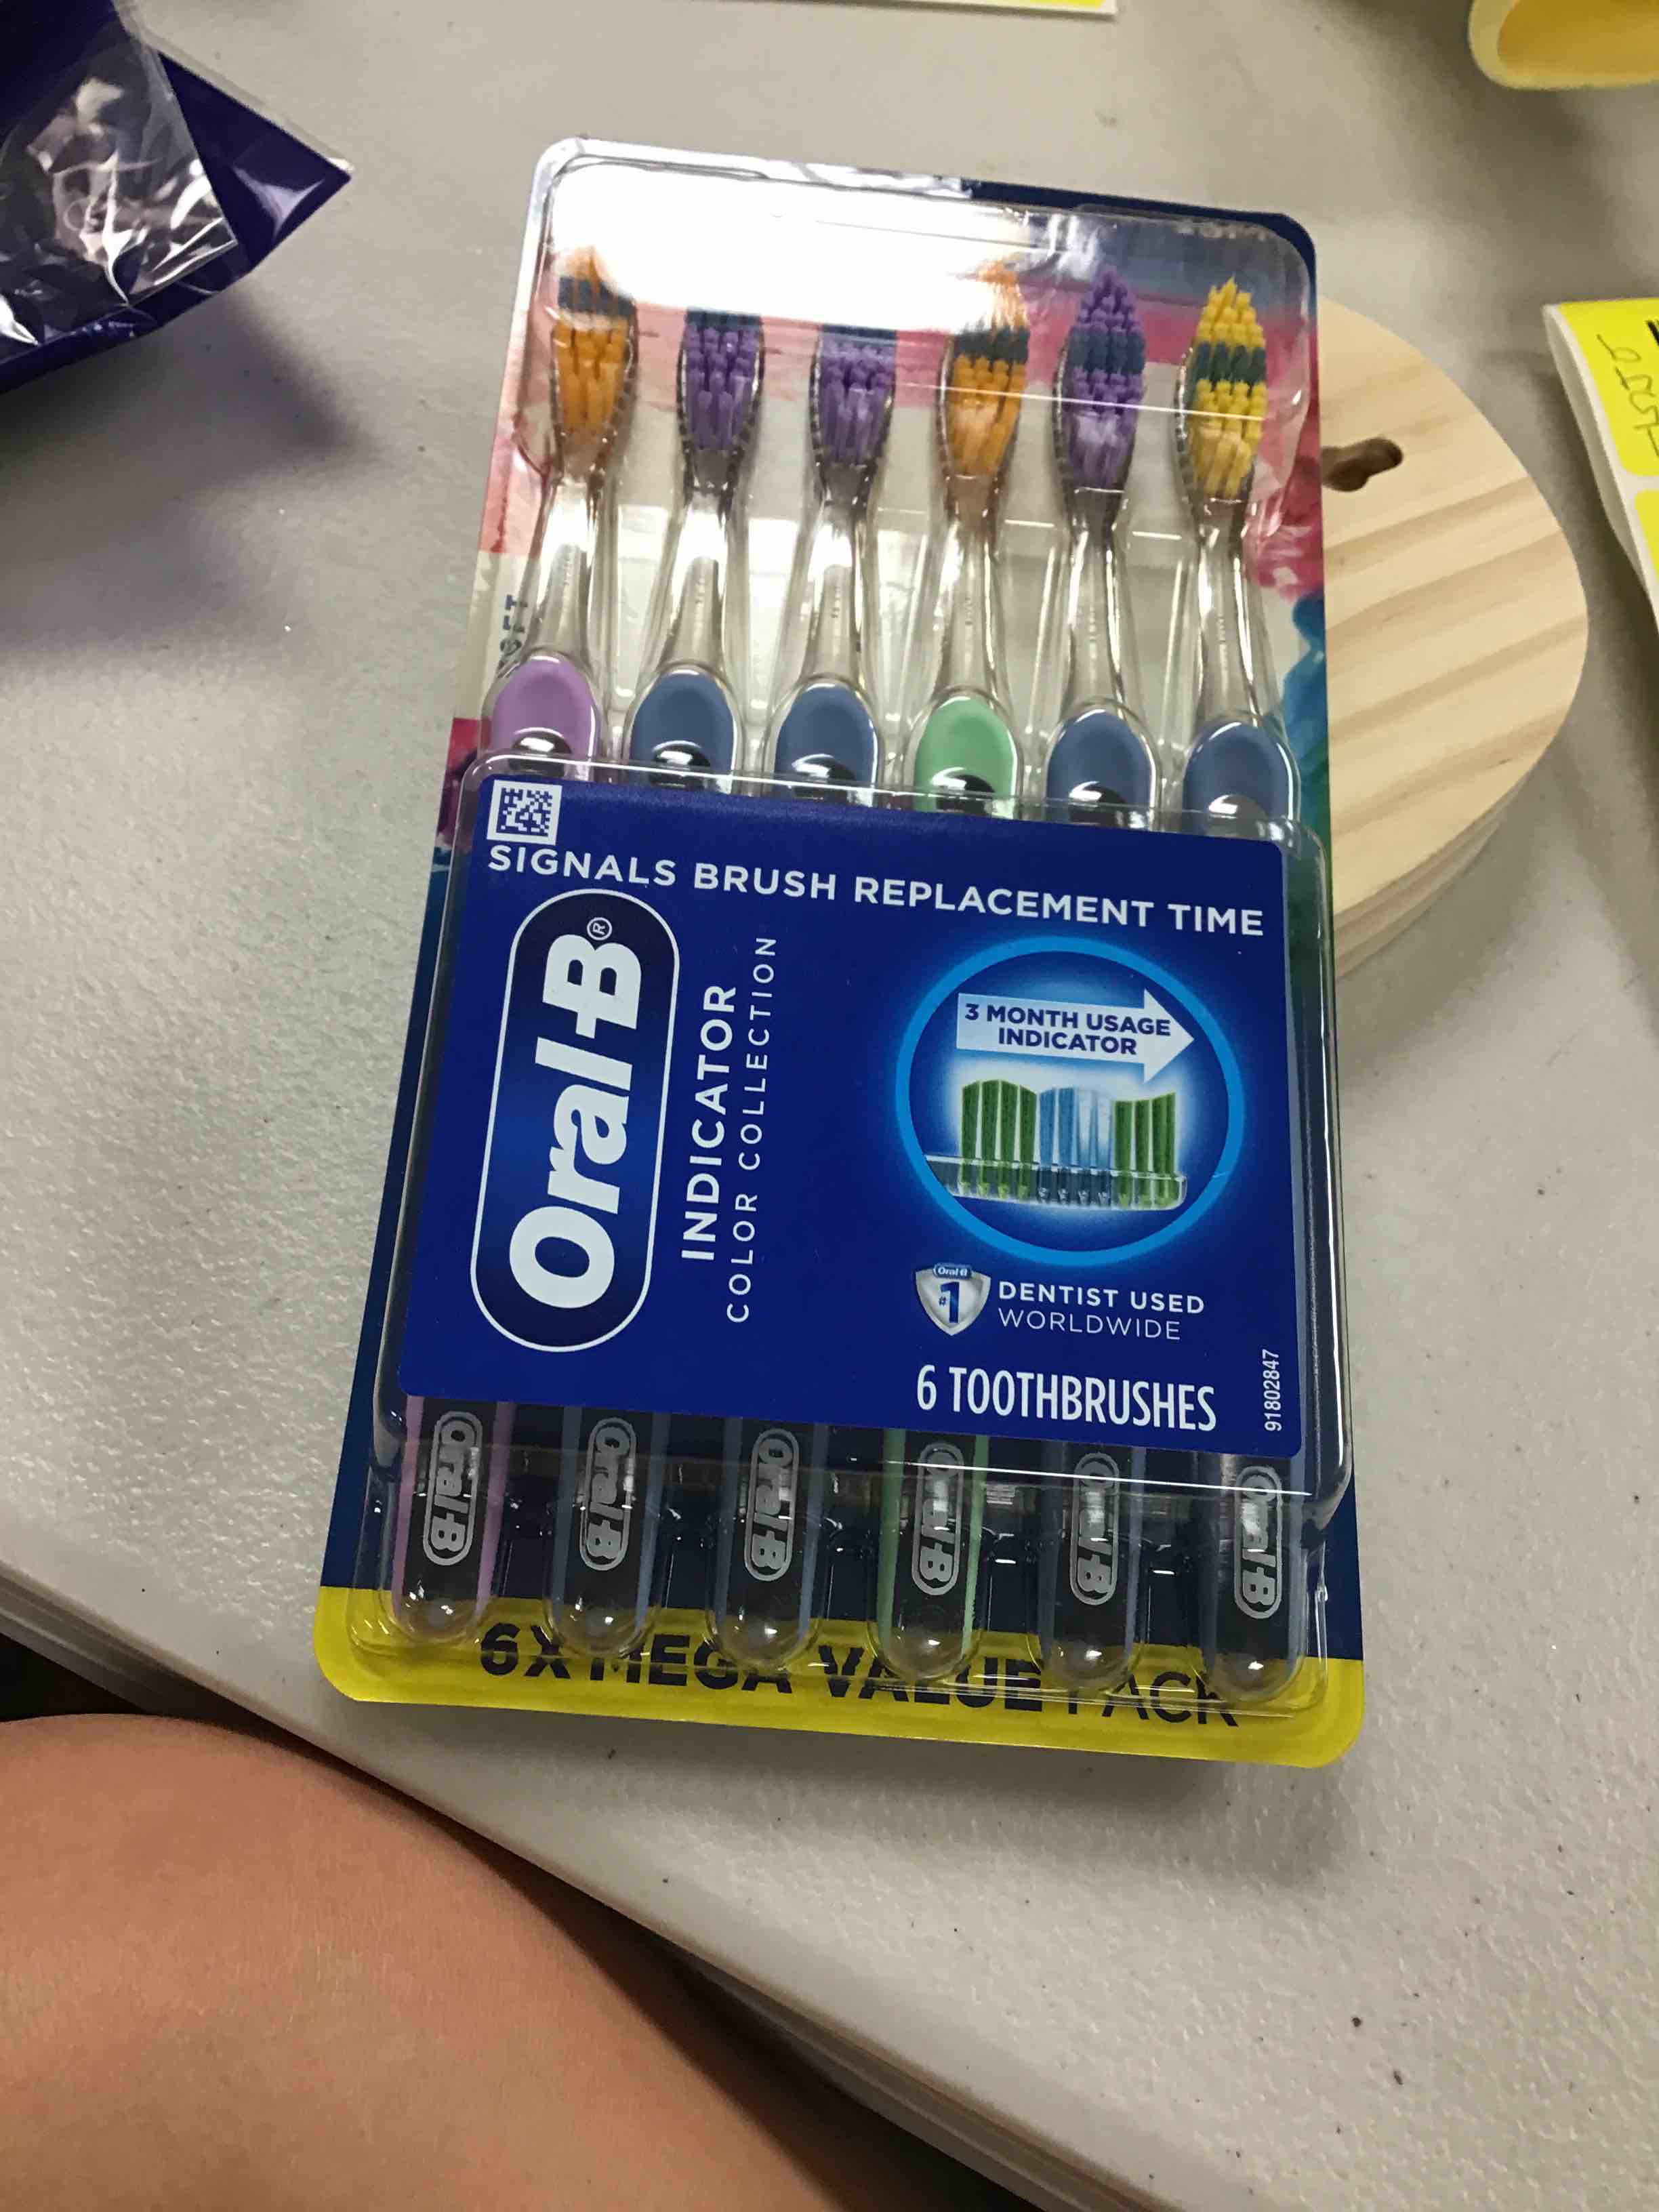 SOFT
SIGNALS BRUSH REPLACEMENT TIME
Oral-B®
INDICATOR
COLOR COLLECTION
3 MONTH USAGE
INDICATOR
Oral-B
#1
DENTIST USED
WORLDWIDE
6 TOOTHBRUSHES
91802847
Oral-B
Oral-B
Oral-B
Oral-B
Oral-B
Oral-B
6X MEGA VALUE PACK